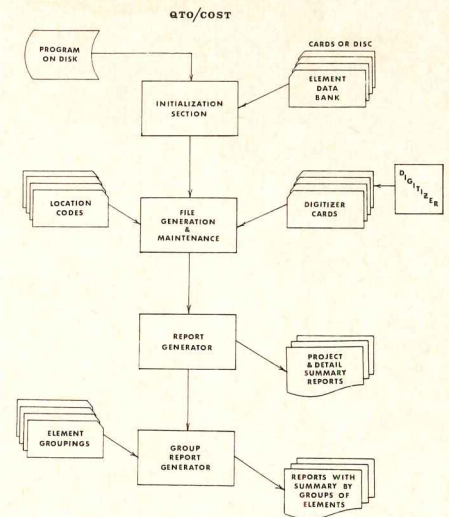 QTO/COST
PROGRAM
ON DISK
CARDS OR DISC
ELEMENT
DATA
BANK
INITIALIZATION
SECTION
LOCATION
CODES
FILE
GENERATION
&
MAINTENANCE
DIGITIZER
CARDS
DIGITIZER
REPORT
GENERATOR
PROJECT
& DETAIL
SUMMARY
REPORTS
ELEMENT
GROUPINGS
GROUP
REPORT
GENERATOR
REPORTS WITH
SUMMARY BY
GROUPS OF
ELEMENTS